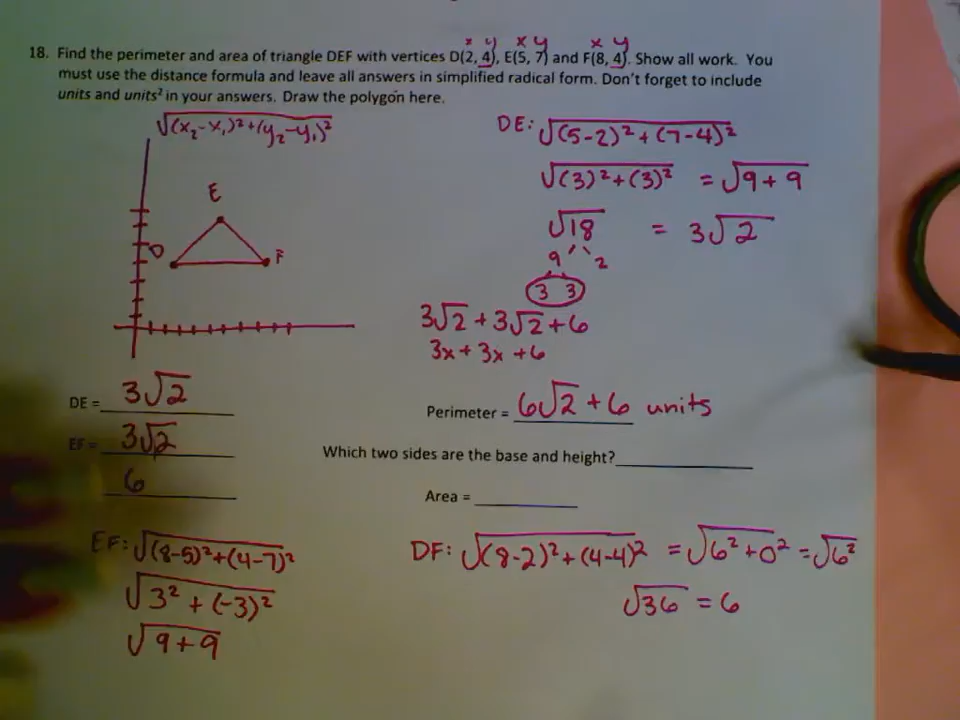 18. Find the perimeter and area of triangle DEF with vertices D(2, 4), E(5, 7) and F(8, 4). Show all work. You
must use the distance formula and leave all answers in simplified radical form. Don't forget to include
units and units² in your answers. Draw the polygon here.
x y x y x y
√(x₂-x₁)²+(y₂-y₁)²
DE: √(5-2)²+(7-4)²
√(3)²+(3)² = √9+9
√18 = 3√2
9 2
3 3
E
D
F
3√2 + 3√2 + 6
3x + 3x + 6
DE = 3√2
Perimeter = 6√2 + 6 units
EF = 3√2
Which two sides are the base and height?
6
Area =
EF: √(8-5)²+(4-7)²
√3² + (-3)²
√9+9
DF: √(8-2)²+(4-4)² = √6²+0² = √6²
√36 = 6